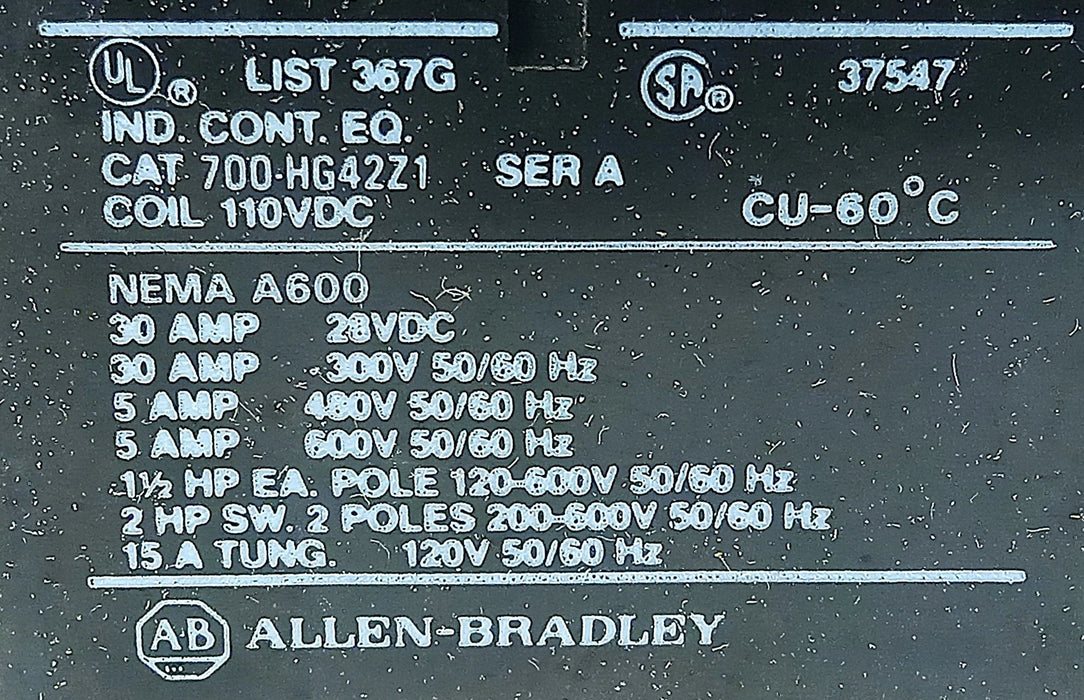 UL ® LIST 367G
SA ® 37547
IND. CONT. EQ.
CAT 700-HG42Z1 SER A
COIL 110VDC
CU-60°C
NEMA A600
30 AMP 28VDC
30 AMP 300V 50/60 Hz
5 AMP 480V 50/60 Hz
5 AMP 600V 50/60 Hz
1½ HP EA. POLE 120-600V 50/60 Hz
2 HP SW. 2 POLES 200-600V 50/60 Hz
15 A TUNG. 120V 50/60 Hz
A-B ALLEN-BRADLEY